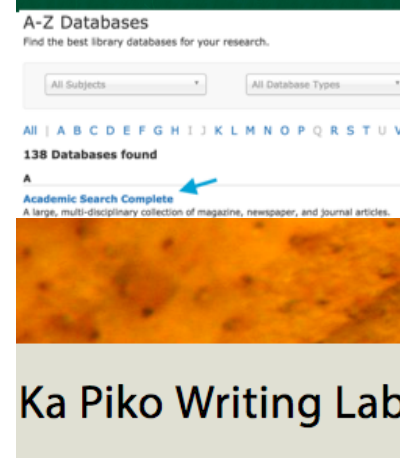 A-Z Databases
Find the best library databases for your research.
All Subjects All Database Types
All | A B C D E F G H I J K L M N O P Q R S T U V
138 Databases found
A
Academic Search Complete
A large, multi-disciplinary collection of magazine, newspaper, and journal articles.
Ka Piko Writing Lab